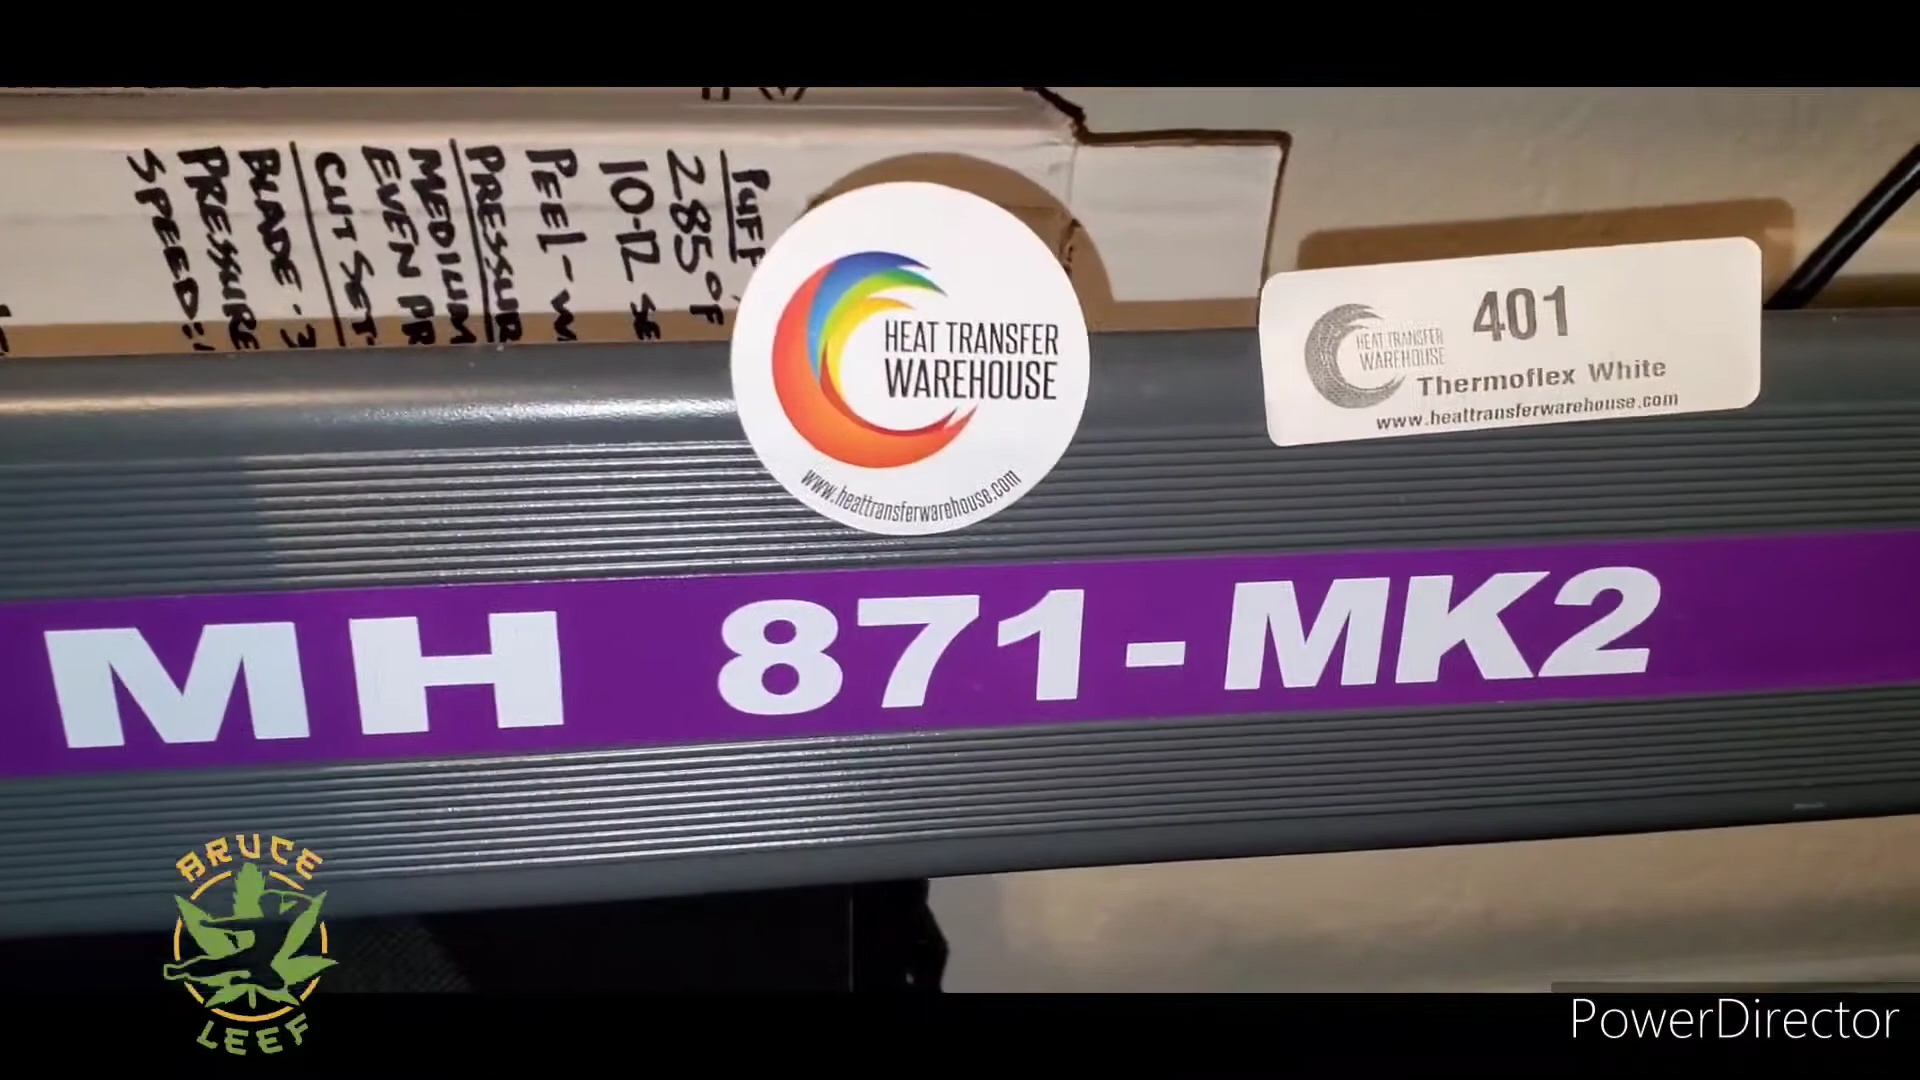 PUFF
285°F
10-12 SE
PEEL-W
PRESSUR
MEDIUM
EVEN PR
CUT SET
BLADE-3
PRESSURE
SPEED:
HEAT TRANSFER
WAREHOUSE
www.heattransferwarehouse.com
HEAT TRANSFER
WAREHOUSE
401
Thermoflex White
www.heattransferwarehouse.com
MH 871-MK2
BRUCE
LEEF
PowerDirector